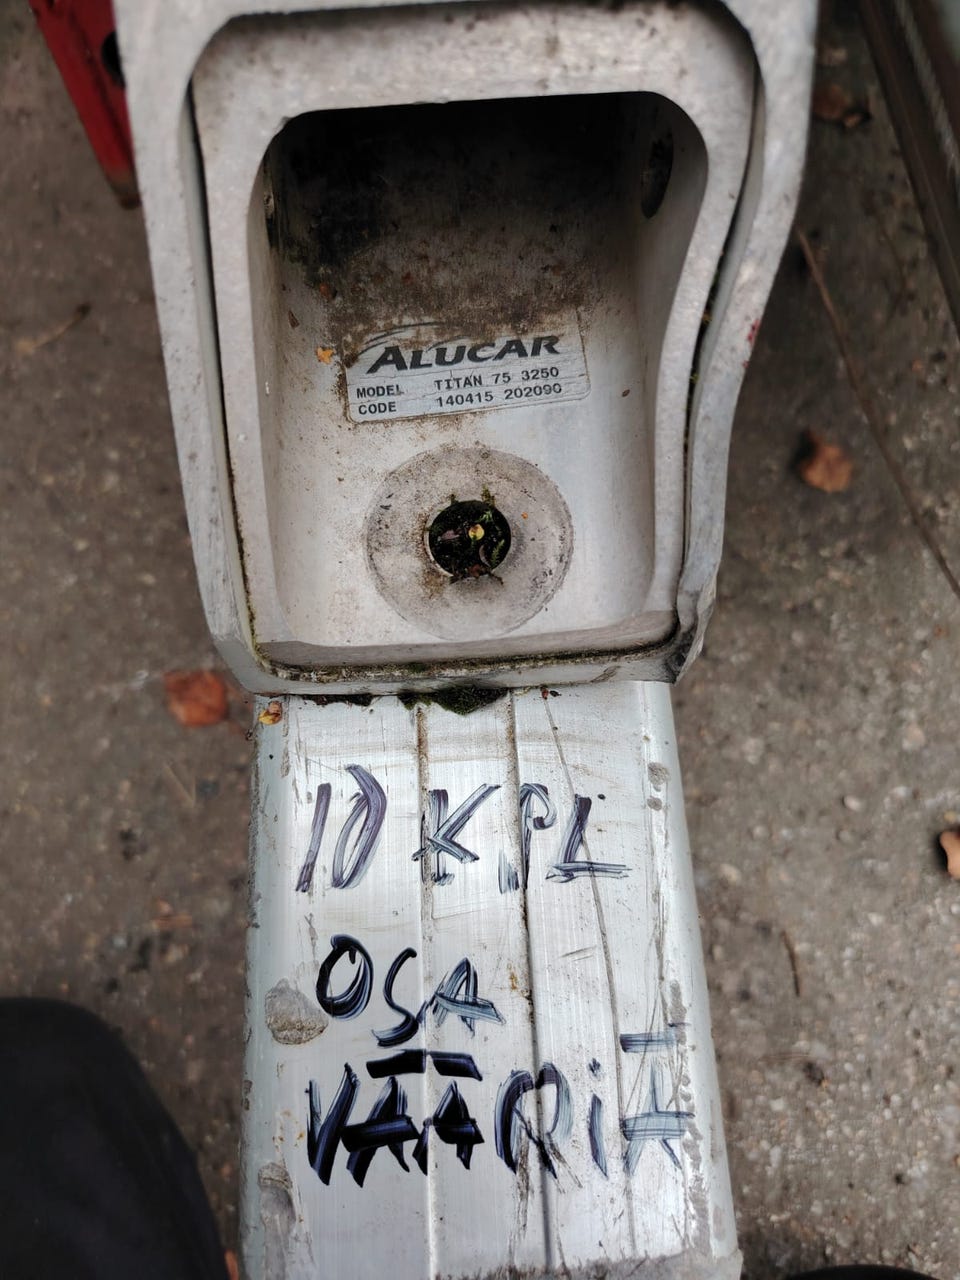 ALUCAR
MODEL TITAN 75 3250
CODE 140415 202090
10 KPL
OSA
VÄÄRIÄ